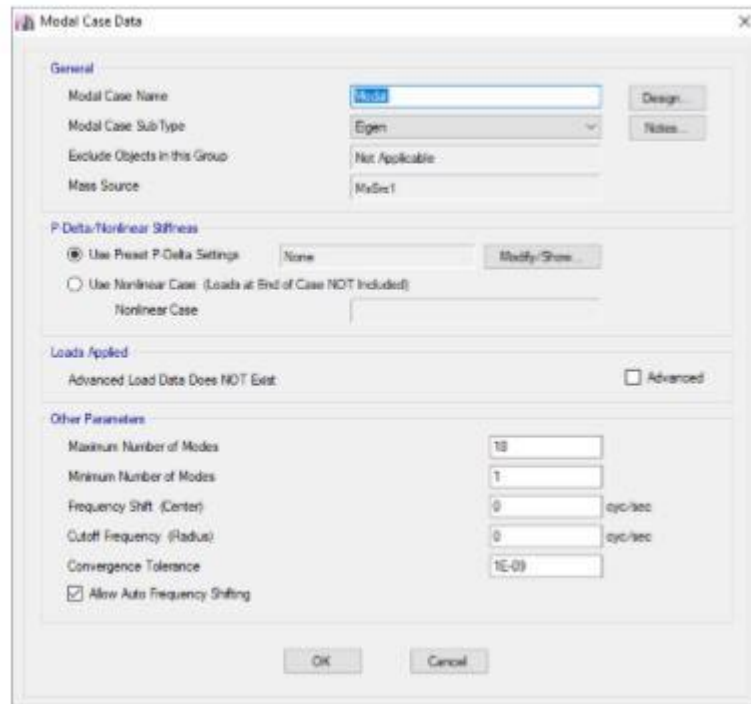 Modal Case Data
General
Modal Case Name Modal Design...
Modal Case SubType Eigen Notes...
Exclude Objects in this Group Not Applicable
Mass Source MsSrc1
P-Delta/Nonlinear Stiffness
Use Preset P-Delta Settings None Modify/Show...
Use Nonlinear Case (Loads at End of Case NOT Included)
Nonlinear Case
Loads Applied
Advanced Load Data Does NOT Exist Advanced
Other Parameters
Maximum Number of Modes 18
Minimum Number of Modes 1
Frequency Shift (Center) 0 cyc/sec
Cutoff Frequency (Radius) 0 cyc/sec
Convergence Tolerance 1E-09
Allow Auto Frequency Shifting
OK Cancel